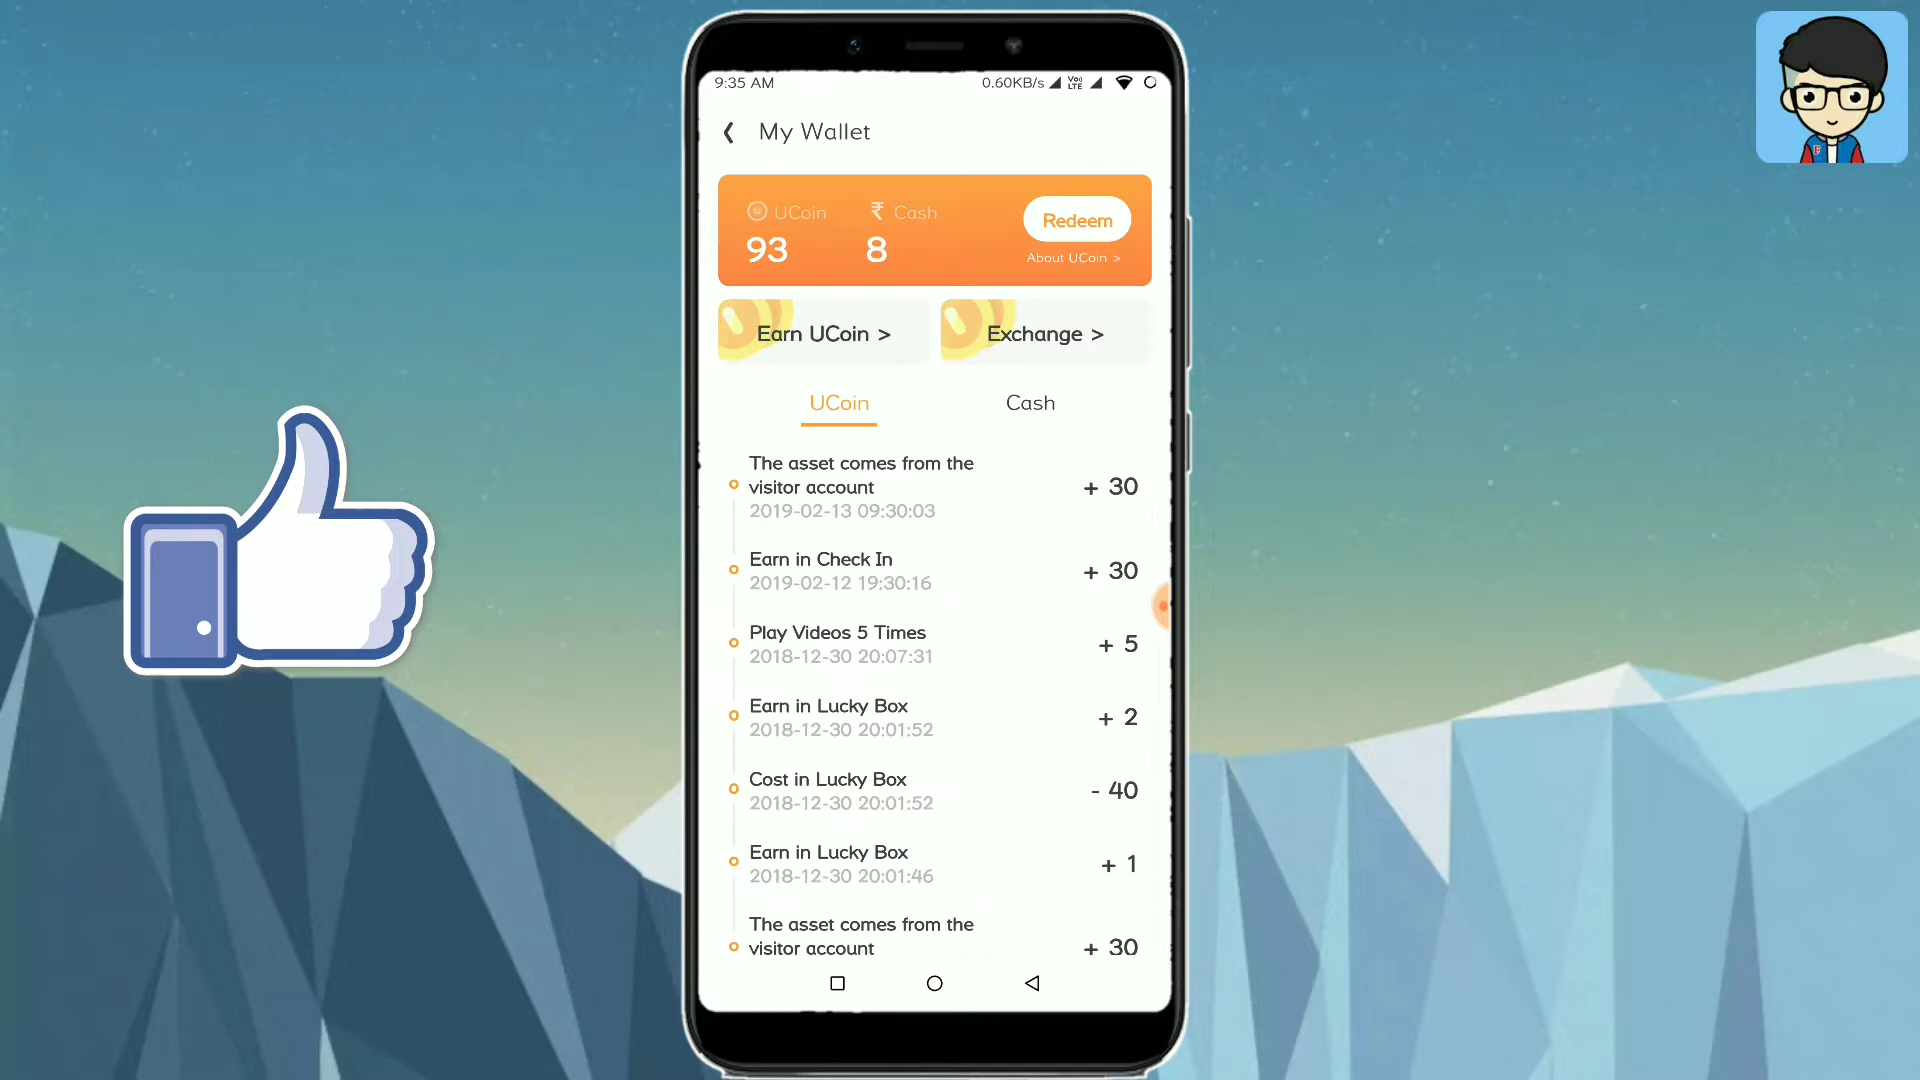 9:35 AM
0.60KB/s
Vo)
LTE
My Wallet
UCoin
₹ Cash
Redeem
93
8
About UCoin >
Earn UCoin >
Exchange >
UCoin
Cash
The asset comes from the
visitor account
+ 30
2019-02-13 09:30:03
Earn in Check In
+ 30
2019-02-12 19:30:16
Play Videos 5 Times
+ 5
2018-12-30 20:07:31
Earn in Lucky Box
+ 2
2018-12-30 20:01:52
Cost in Lucky Box
- 40
2018-12-30 20:01:52
Earn in Lucky Box
+ 1
2018-12-30 20:01:46
The asset comes from the
visitor account
+ 30